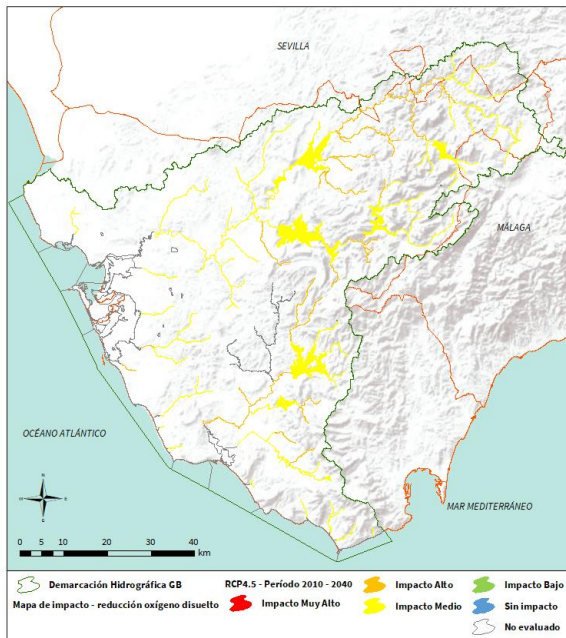 SEVILLA
MÁLAGA
OCÉANO ATLÁNTICO
MAR MEDITERRÁNEO
N
0 5 10 20 30 40
km
Demarcación Hidrográfica GB
Mapa de impacto - reducción oxígeno disuelto
RCP4.5 - Período 2010 - 2040
Impacto Muy Alto
Impacto Alto
Impacto Medio
Impacto Bajo
Sin impacto
No evaluado